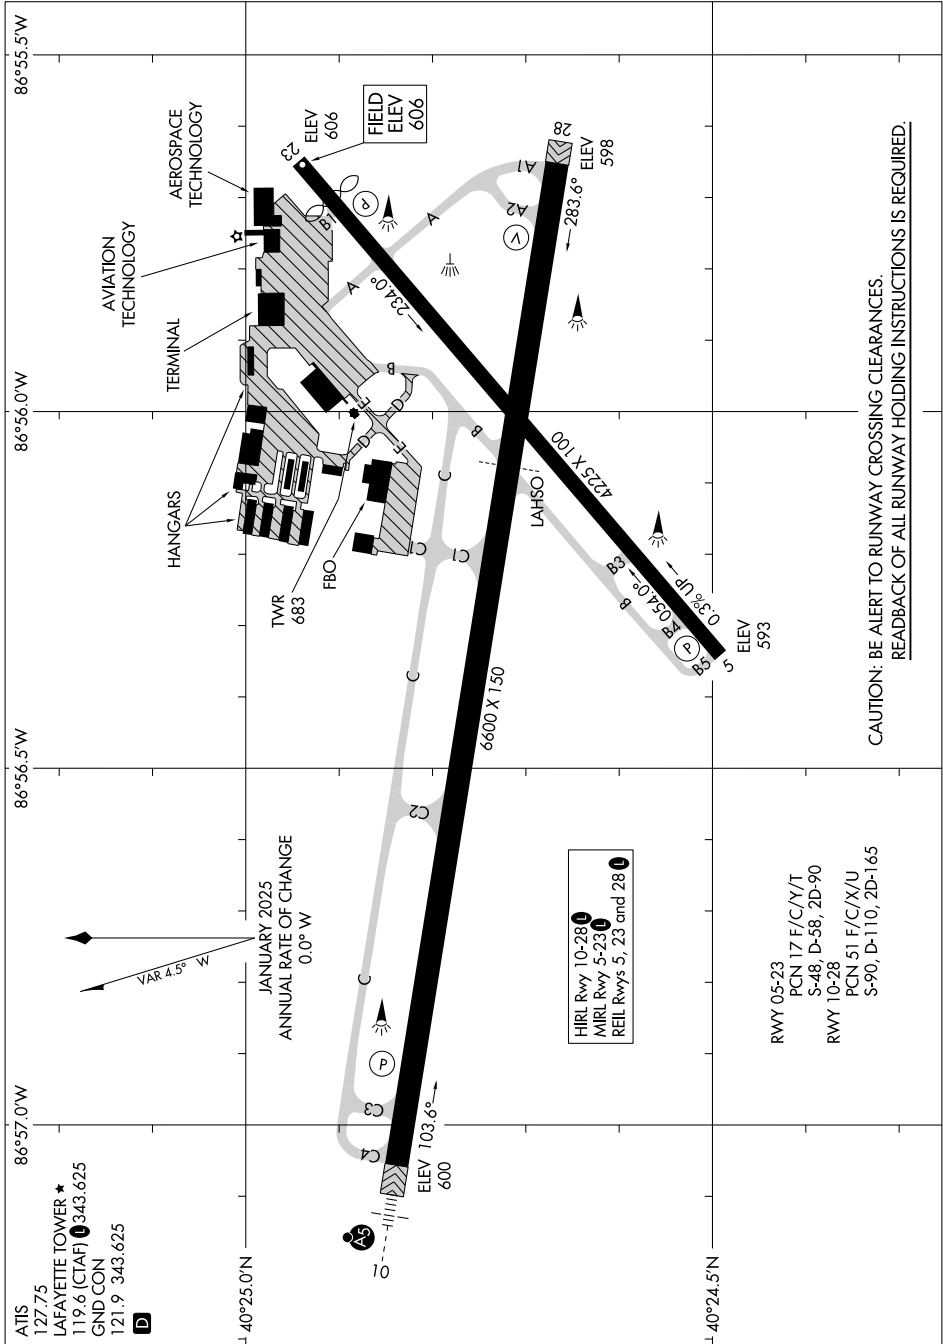 ATIS
127.75
LAFAYETTE TOWER ★
119.6 (CTAF) L 343.625
GND CON
121.9 343.625
D
86°57.0'W
86°56.5'W
86°56.0'W
86°55.5'W
40°25.0'N
40°24.5'N
VAR 4.5° W
JANUARY 2025
ANNUAL RATE OF CHANGE
0.0° W
HANGARS
TERMINAL
AVIATION
TECHNOLOGY
AEROSPACE
TECHNOLOGY
TWR
683
FBO
23
ELEV
606
FIELD
ELEV
606
B1
P
A
A
234.0°
A1
A2
V
28
ELEV
598
283.6°
B
E
D
D
E
B
C
C1
C1
C
C2
C
C3
C4
P
LAHSO
4225 X 100
6600 X 150
B3
B
B4
B5
P
054.0°
0.3% UP
5
ELEV
593
ELEV
600
103.6°
A5
10
HIRL Rwy 10-28 L
MIRL Rwy 5-23 L
REIL Rwys 5, 23 and 28 L
RWY 05-23
PCN 17 F/C/Y/T
S-48, D-58, 2D-90
RWY 10-28
PCN 51 F/C/X/U
S-90, D-110, 2D-165
CAUTION: BE ALERT TO RUNWAY CROSSING CLEARANCES.
READBACK OF ALL RUNWAY HOLDING INSTRUCTIONS IS REQUIRED.